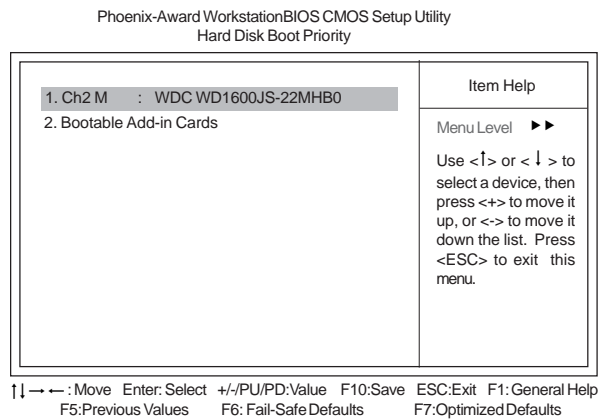 Phoenix-Award WorkstationBIOS CMOS Setup Utility
Hard Disk Boot Priority
1. Ch2 M : WDC WD1600JS-22MHB0
2. Bootable Add-in Cards
Item Help
Menu Level ►►
Use <↑> or < ↓ > to
select a device, then
press <+> to move it
up, or <-> to move it
down the list. Press
<ESC> to exit this
menu.
↑↓→←: Move Enter: Select +/-/PU/PD:Value F10:Save ESC:Exit F1: General Help
F5:Previous Values F6: Fail-Safe Defaults F7:Optimized Defaults